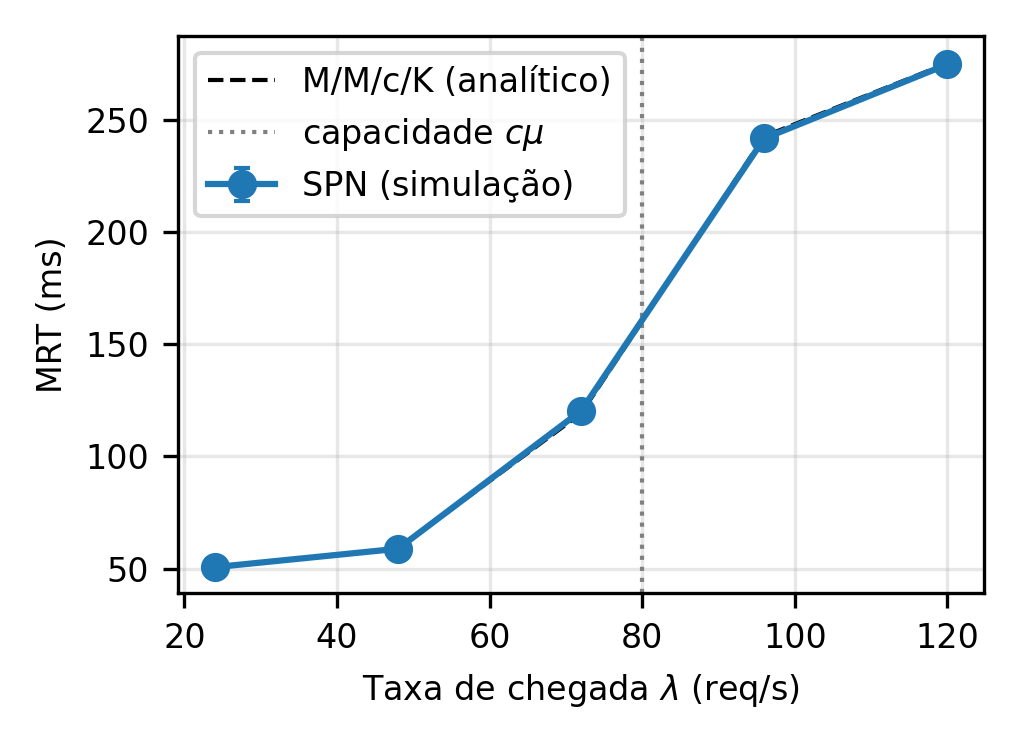 M/M/c/K (analítico)
capacidade cμ
SPN (simulação)
250
200
150
100
50
MRT (ms)
20 40 60 80 100 120
Taxa de chegada λ (req/s)